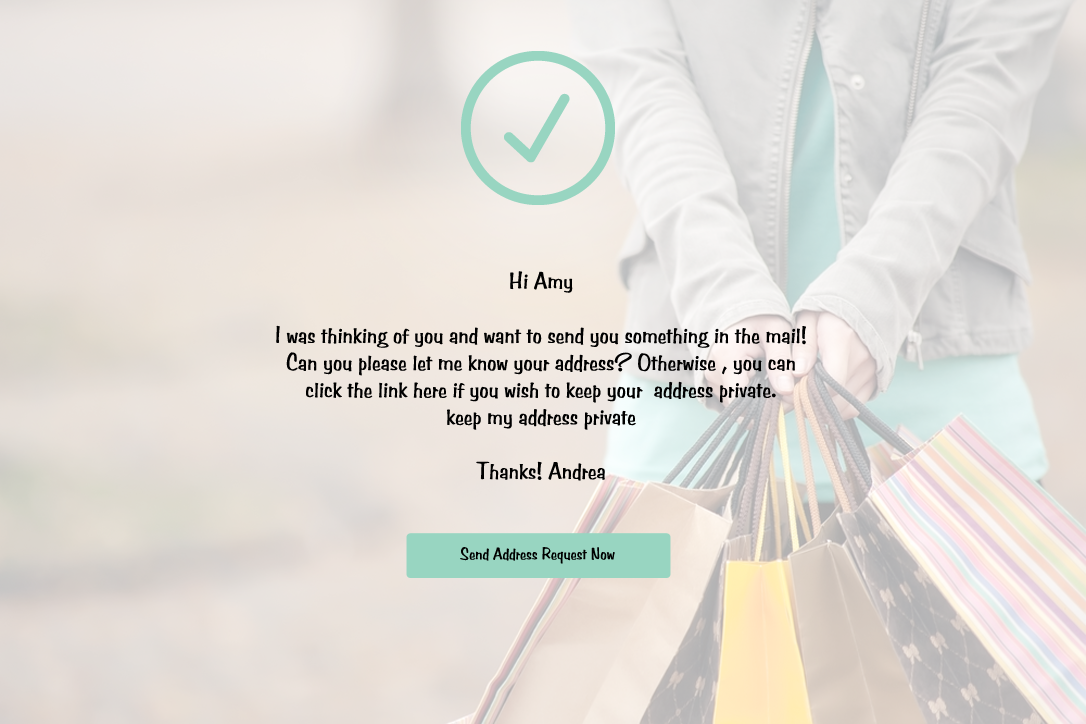 Hi Amy
I was thinking of you and want to send you something in the mail!
Can you please let me know your address? Otherwise , you can
click the link here if you wish to keep your  address private.
keep my address private
Thanks! Andrea
Send Address Request Now